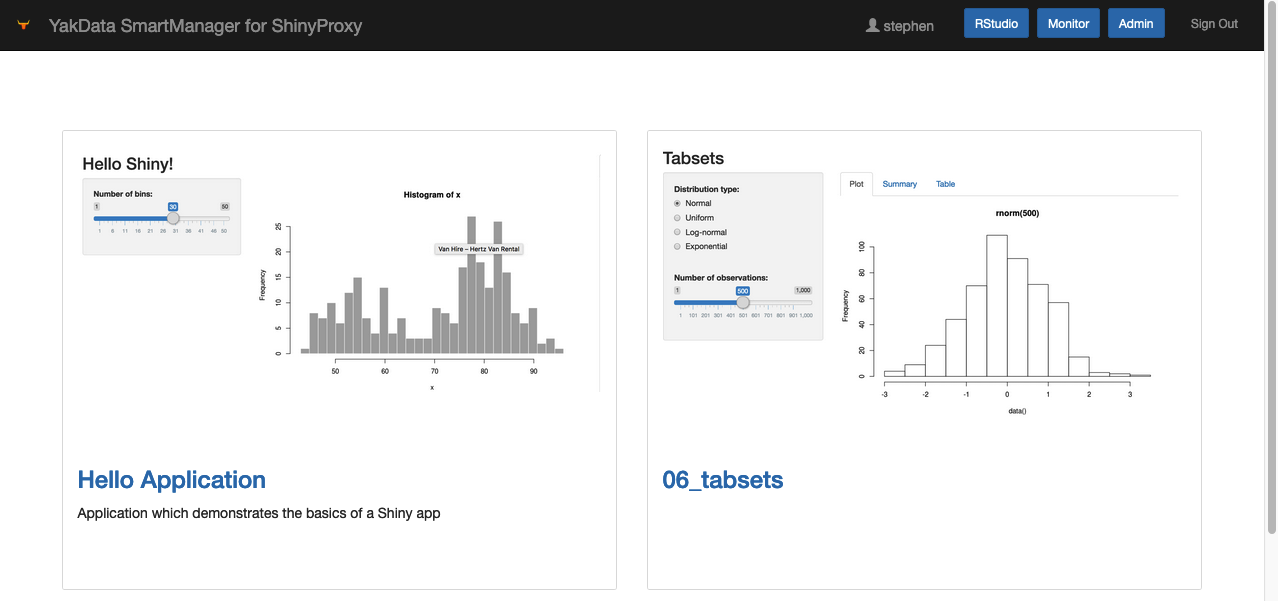 YakData SmartManager for ShinyProxy
stephen
RStudio
Monitor
Admin
Sign Out
Hello Shiny!
Number of bins:
1 30 50
1 6 11 16 21 26 31 36 41 46 50
Histogram of x
Frequency
25
20
15
10
5
0
Van Hire – Hertz Van Rental
50 60 70 80 90
x
Hello Application
Application which demonstrates the basics of a Shiny app
Tabsets
Distribution type:
Normal
Uniform
Log-normal
Exponential
Number of observations:
1 500 1,000
1 101 201 301 401 501 601 701 801 901 1,000
Plot Summary Table
rnorm(500)
Frequency
100
80
60
40
20
0
-3 -2 -1 0 1 2 3
data()
06_tabsets